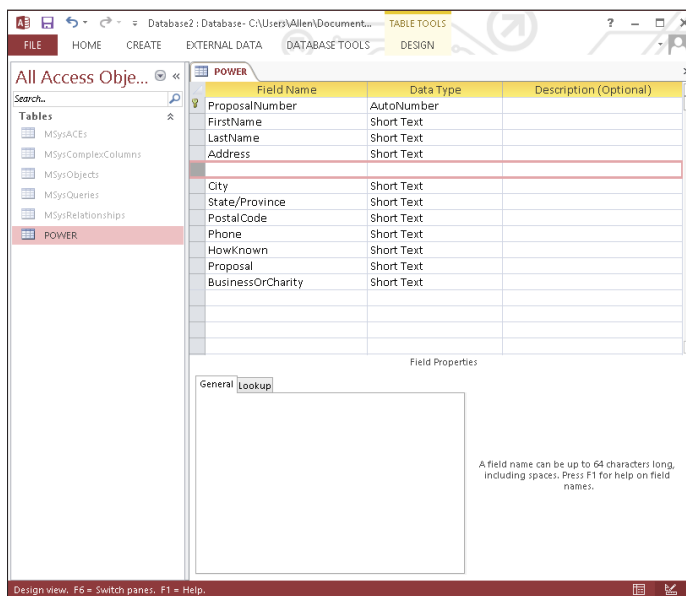 Database2 : Database- C:\Users\Allen\Document... TABLE TOOLS ?
FILE HOME CREATE EXTERNAL DATA DATABASE TOOLS DESIGN
All Access Obje... «
Search...
Tables
MSysACEs
MSysComplexColumns
MSysObjects
MSysQueries
MSysRelationships
POWER
POWER
Field Name Data Type Description (Optional)
ProposalNumber AutoNumber
FirstName Short Text
LastName Short Text
Address Short Text
City Short Text
State/Province Short Text
PostalCode Short Text
Phone Short Text
HowKnown Short Text
Proposal Short Text
BusinessOrCharity Short Text
Field Properties
General Lookup
A field name can be up to 64 characters long,
including spaces. Press F1 for help on field
names.
Design view. F6 = Switch panes. F1 = Help.